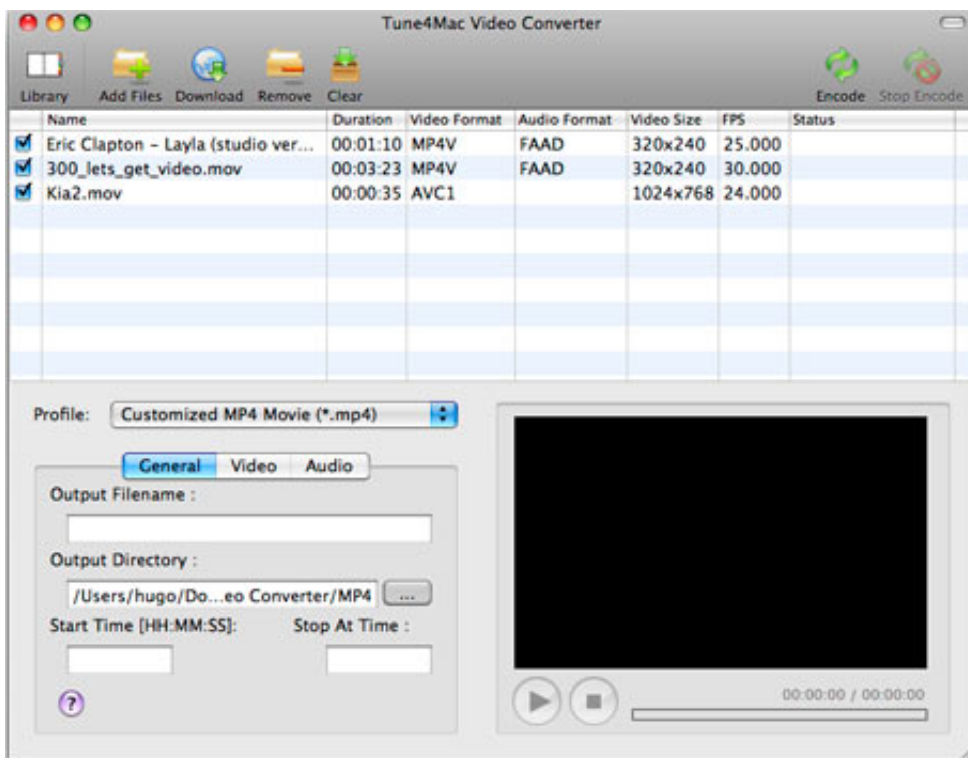 Tune4Mac Video Converter
Library Add Files Download Remove Clear Encode Stop Encode
Name Duration Video Format Audio Format Video Size FPS Status
Eric Clapton – Layla (studio ver... 00:01:10 MP4V FAAD 320x240 25.000
300_lets_get_video.mov 00:03:23 MP4V FAAD 320x240 30.000
Kia2.mov 00:00:35 AVC1 1024x768 24.000
Profile: Customized MP4 Movie (*.mp4)
General Video Audio
Output Filename :
Output Directory :
/Users/hugo/Do...eo Converter/MP4 ...
Start Time [HH:MM:SS]: Stop At Time :
?
00:00:00 / 00:00:00